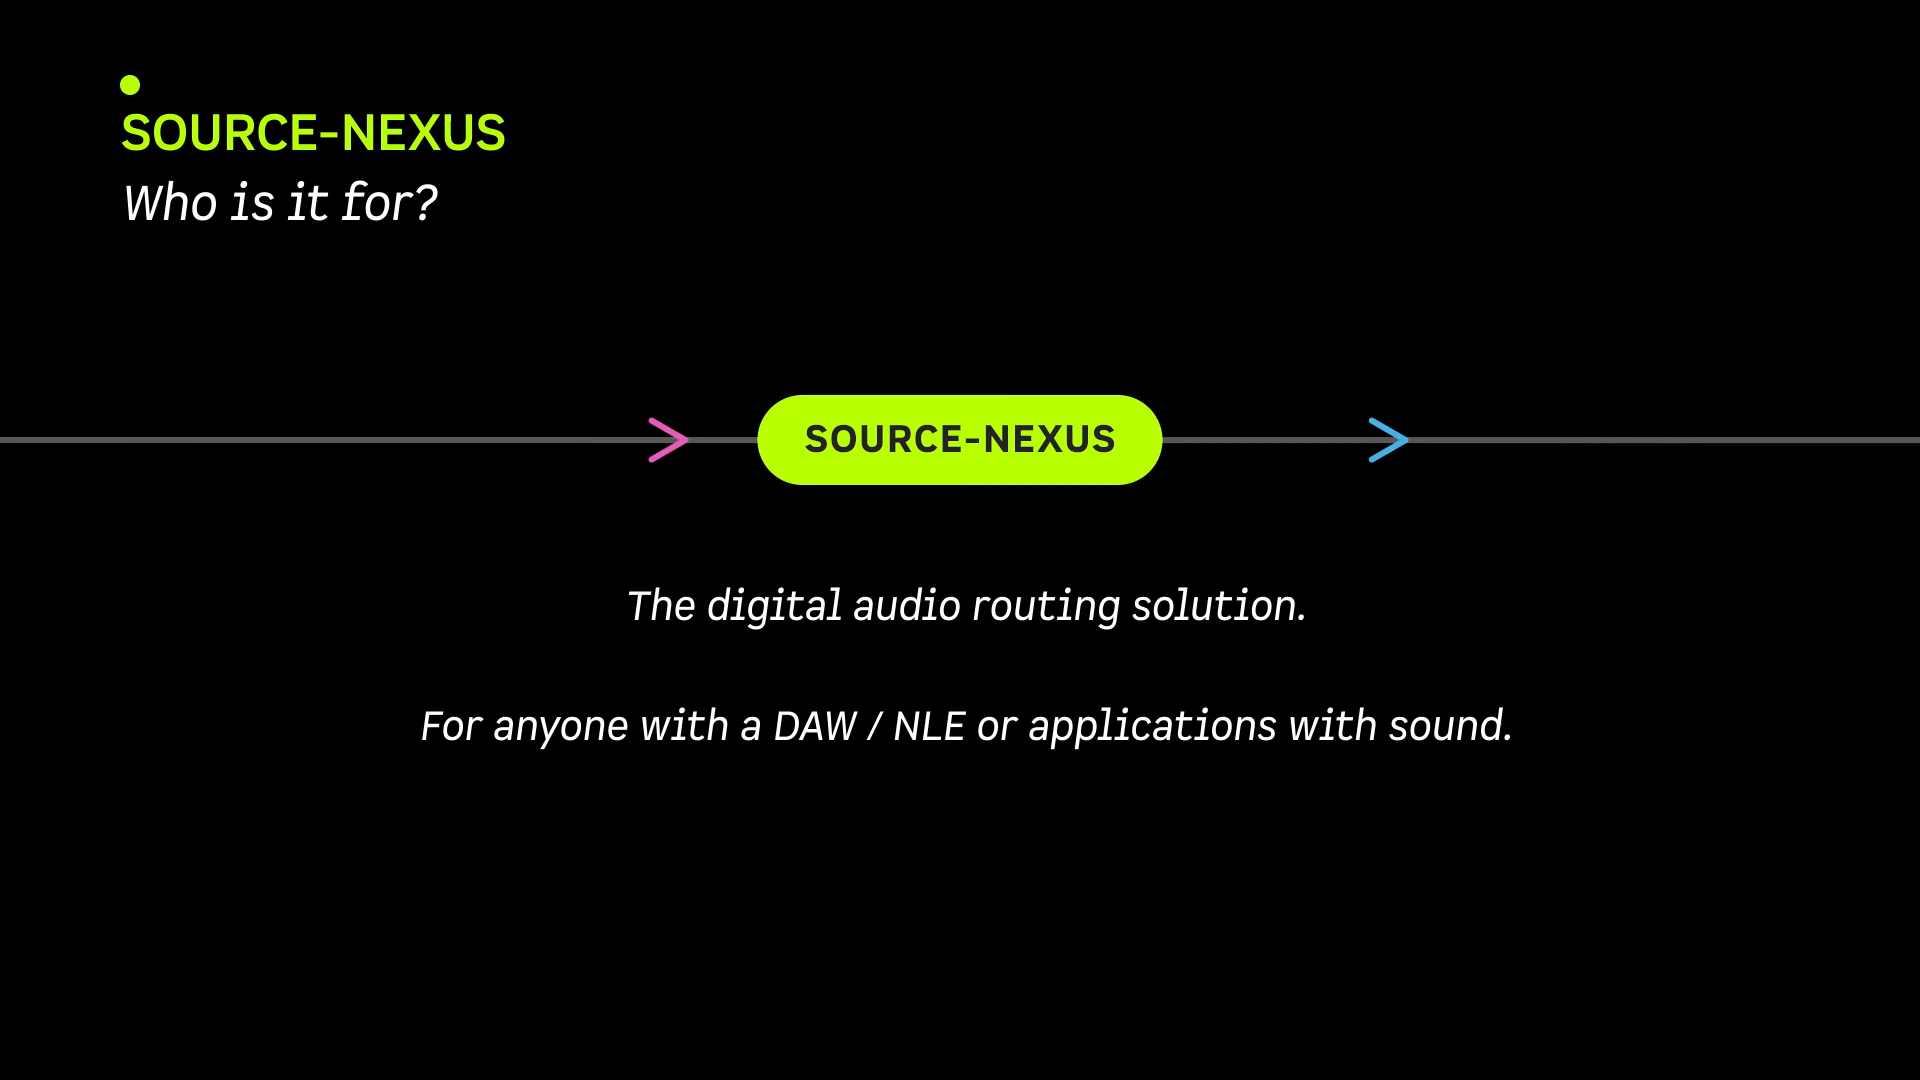 SOURCE-NEXUS
Who is it for?
SOURCE-NEXUS
The digital audio routing solution.
For anyone with a DAW / NLE or applications with sound.